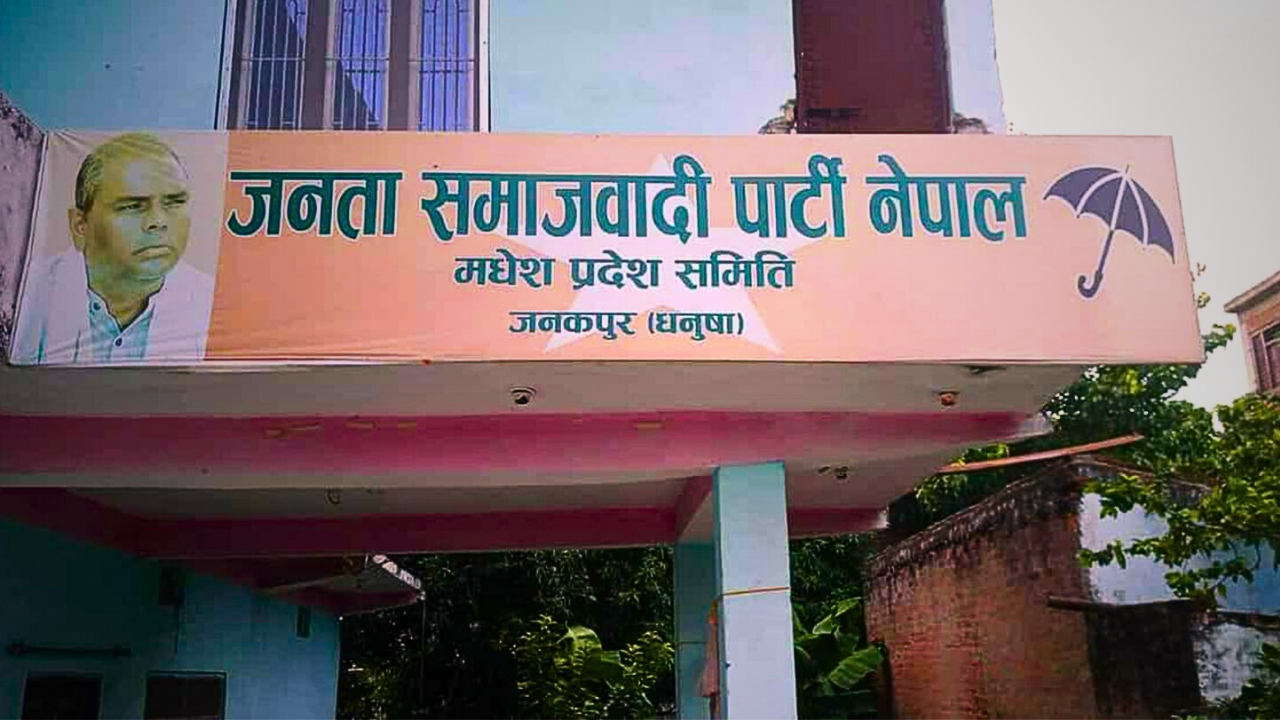 जनता समाजवादी पार्टी नेपाल
मधेश प्रदेश समिति
जनकपुर (धनुषा)